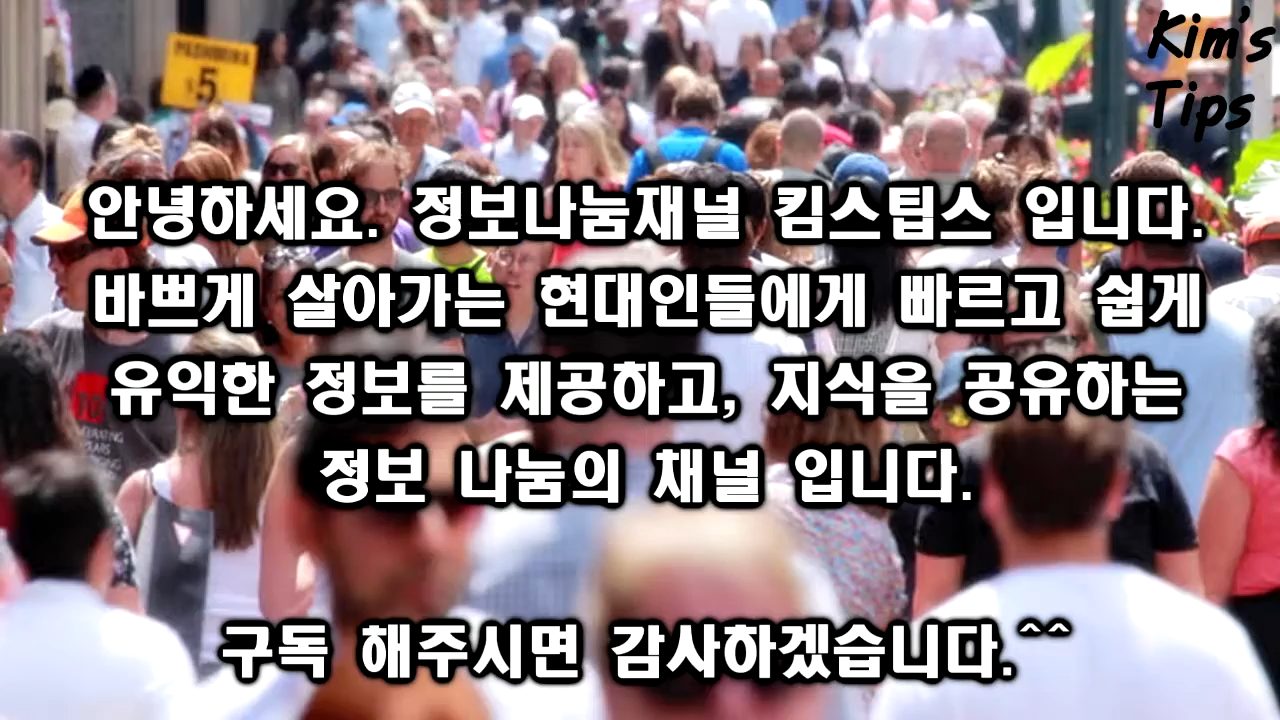 Kim's
Tips
PASHMINA
$5
안녕하세요. 정보나눔재널 킴스팁스 입니다.
바쁘게 살아가는 현대인들에게 빠르고 쉽게
유익한 정보를 제공하고, 지식을 공유하는
정보 나눔의 채널 입니다.
구독 해주시면 감사하겠습니다.^^